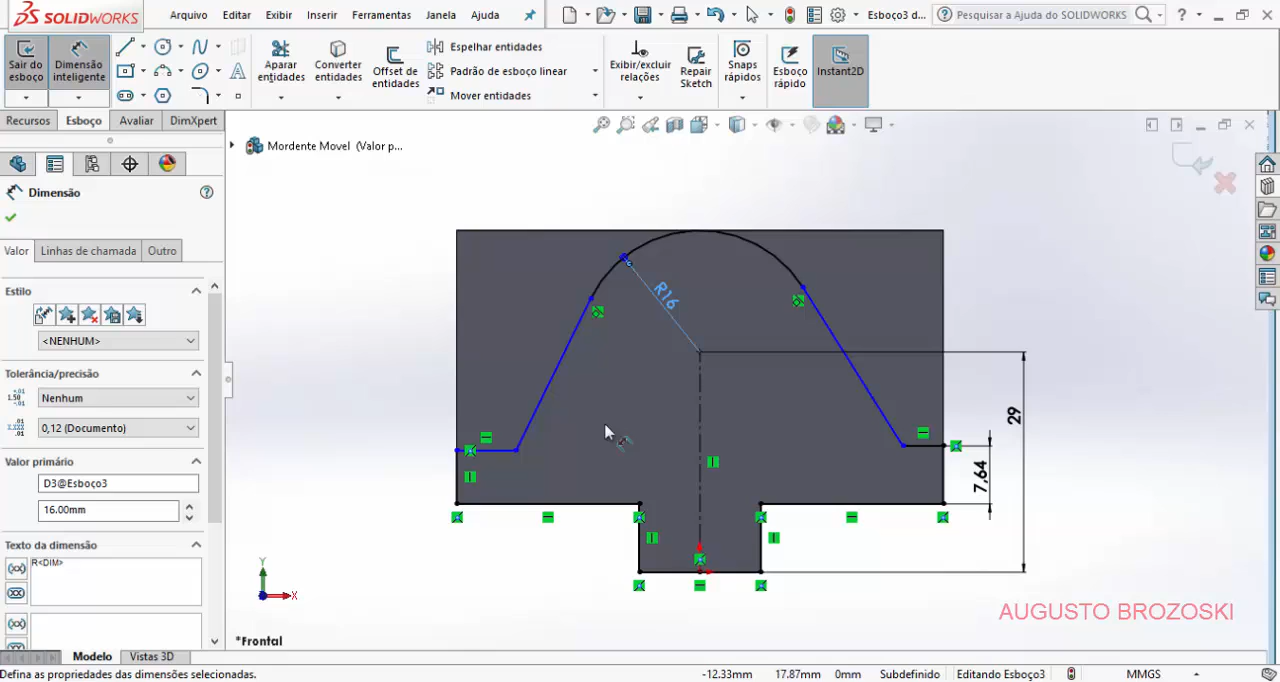 SOLIDWORKS
Arquivo
Editar
Exibir
Inserir
Ferramentas
Janela
Ajuda
Esboço3 d...
Pesquisar a Ajuda do SOLIDWORKS
?
Sair do
esboço
Dimensão
inteligente
Aparar
entidades
Converter
entidades
Offset de
entidades
Espelhar entidades
Padrão de esboço linear
Mover entidades
Exibir/excluir
relações
Repair
Sketch
Snaps
rápidos
Esboço
rápido
Instant2D
Recursos
Esboço
Avaliar
DimXpert
Mordente Movel (Valor p...
Dimensão
Valor
Linhas de chamada
Outro
Estilo
<NENHUM>
Tolerância/precisão
Nenhum
0,12 (Documento)
Valor primário
D3@Esboço3
16.00mm
Texto da dimensão
R<DIM>
R16
29
7,64
Y
X
*Frontal
AUGUSTO BROZOSKI
Modelo
Vistas 3D
Defina as propriedades das dimensões selecionadas.
-12.33mm
17.87mm
0mm
Subdefinido
Editando Esboço3
MMGS